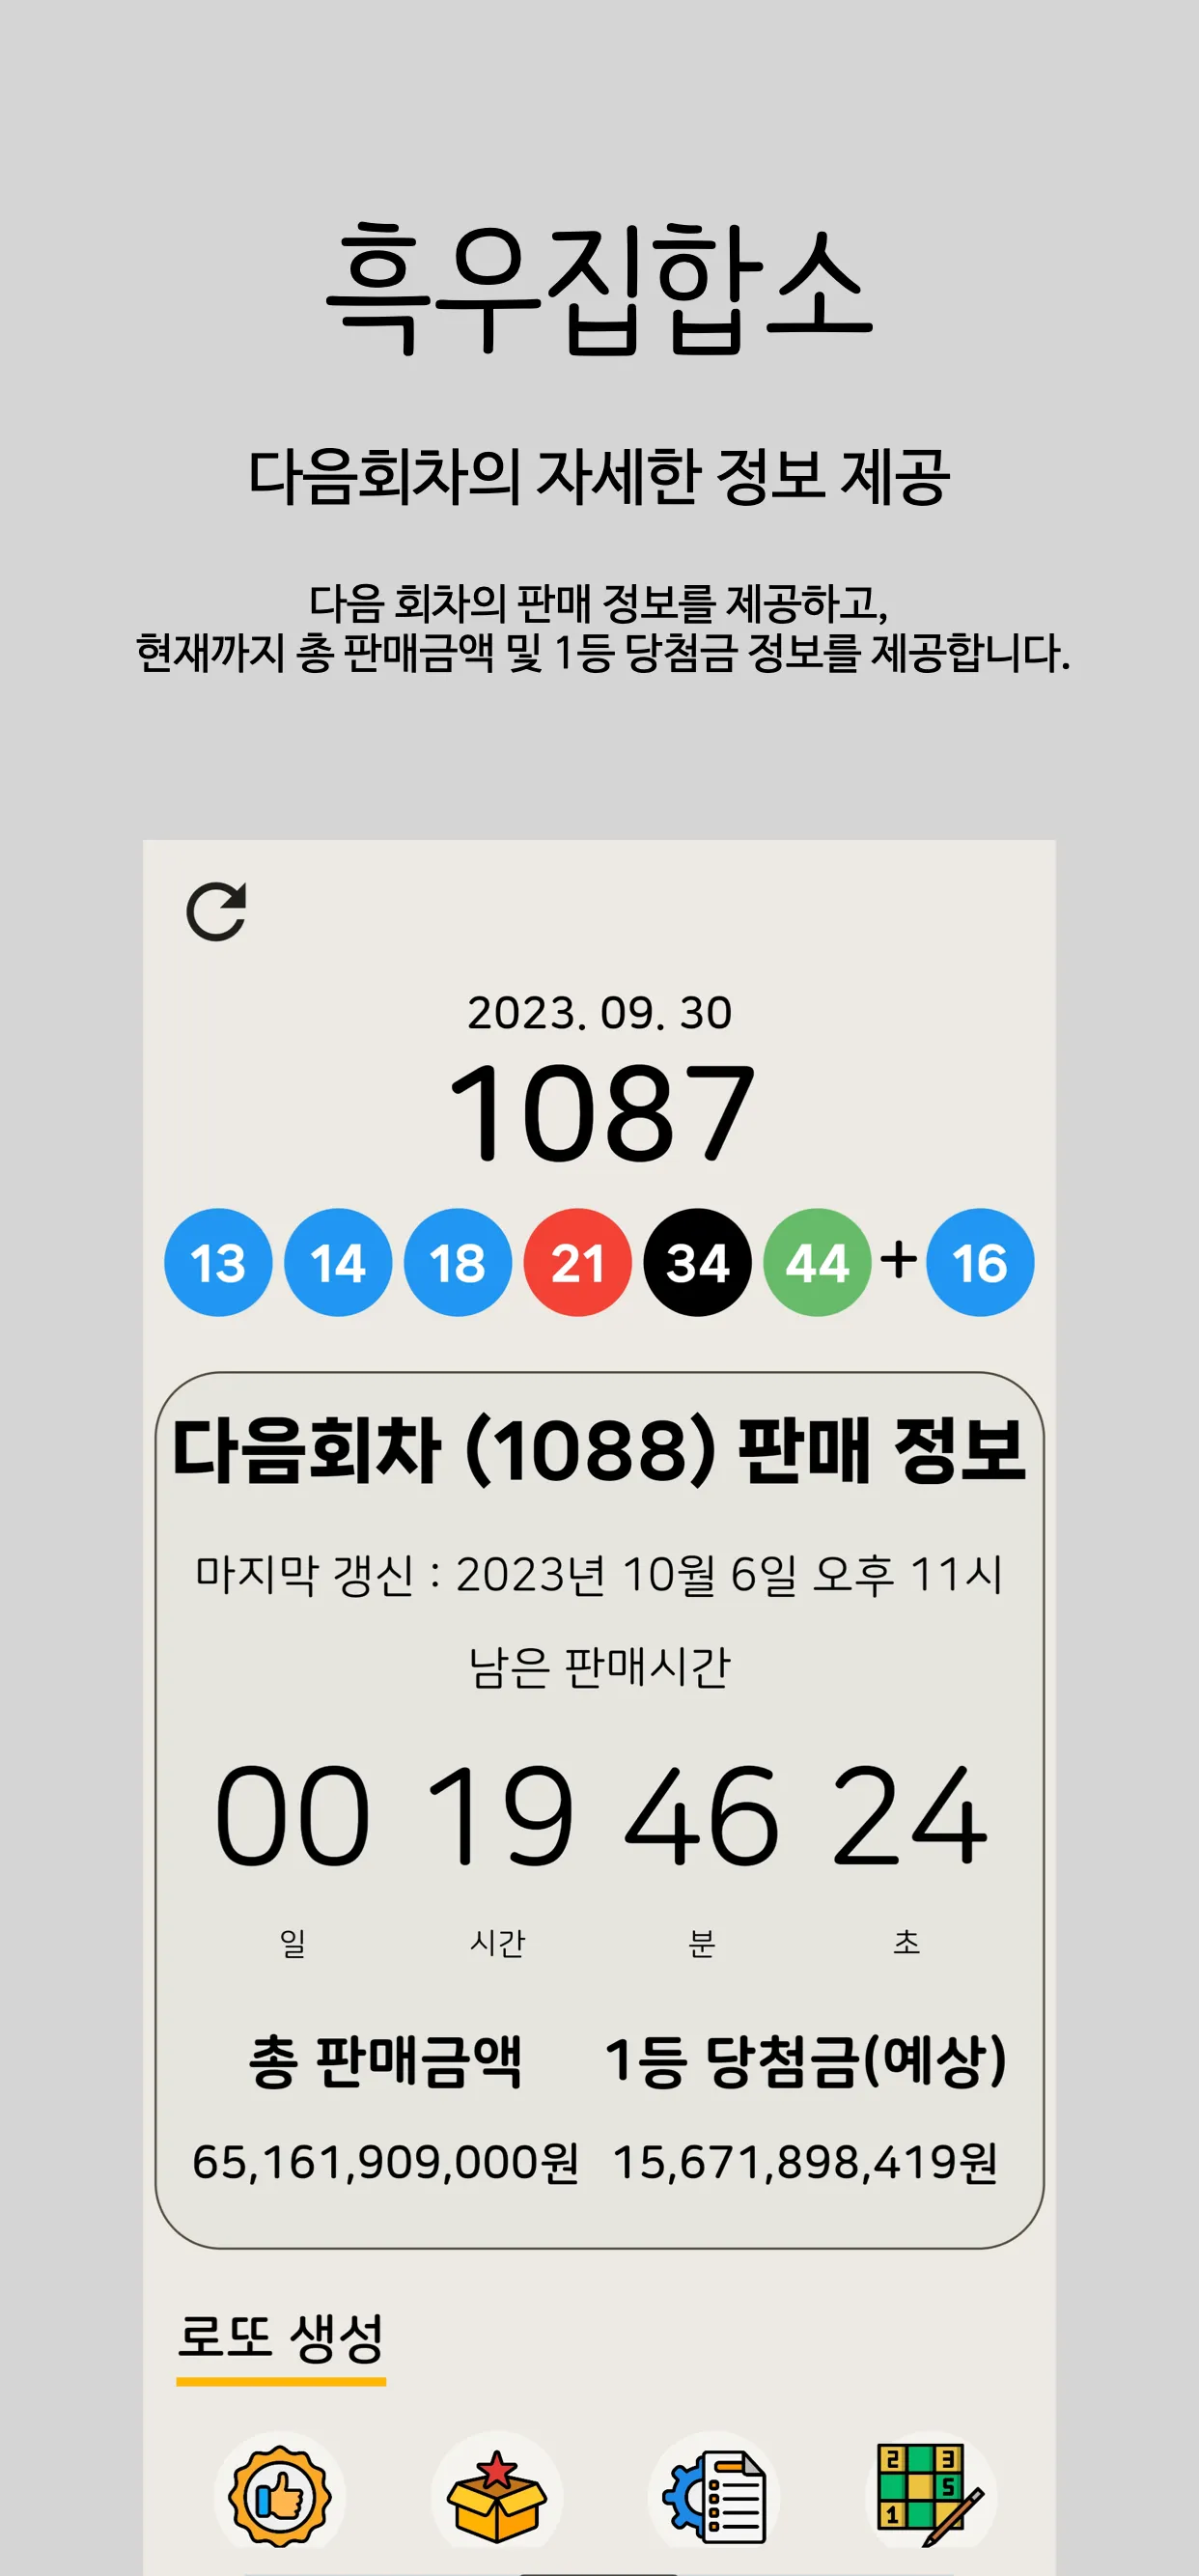 흑우집합소
다음회차의 자세한 정보 제공
다음 회차의 판매 정보를 제공하고,
현재까지 총 판매금액 및 1등 당첨금 정보를 제공합니다.
2023. 09. 30
1087
13 14 18 21 34 44 + 16
다음회차 (1088) 판매 정보
마지막 갱신 : 2023년 10월 6일 오후 11시
남은 판매시간
00 19 46 24
일 시간 분 초
총 판매금액 1등 당첨금(예상)
65,161,909,000원 15,671,898,419원
로또 생성
2 3
5
1